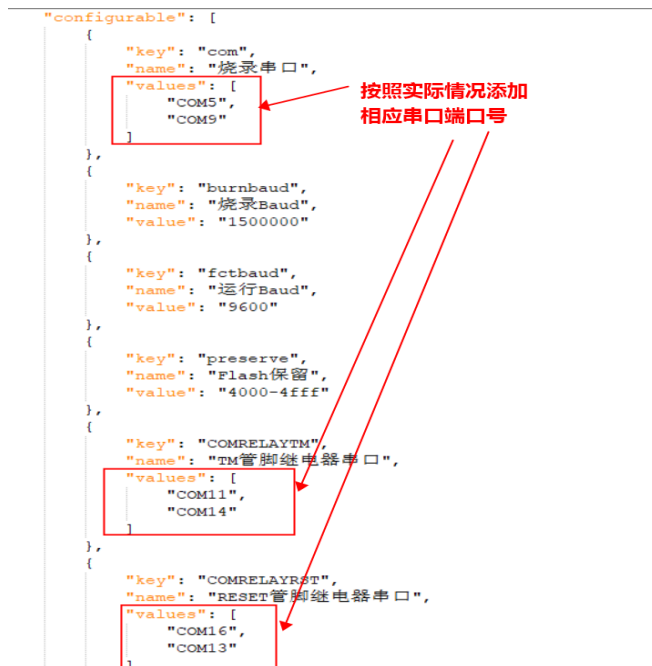 "configurable": [
{
"key": "com",
"name": "烧录串口",
"values": [
"COM5",
"COM9"
]
},
{
"key": "burnbaud",
"name": "烧录Baud",
"value": "1500000"
},
{
"key": "fctbaud",
"name": "运行Baud",
"value": "9600"
},
{
"key": "preserve",
"name": "Flash保留",
"value": "4000-4fff"
},
{
"key": "COMRELAYTM",
"name": "TM管脚继电器串口",
"values": [
"COM11",
"COM14"
]
},
{
"key": "COMRELAYRST",
"name": "RESET管脚继电器串口",
"values": [
"COM16",
"COM13"
]
按照实际情况添加
相应串口端口号